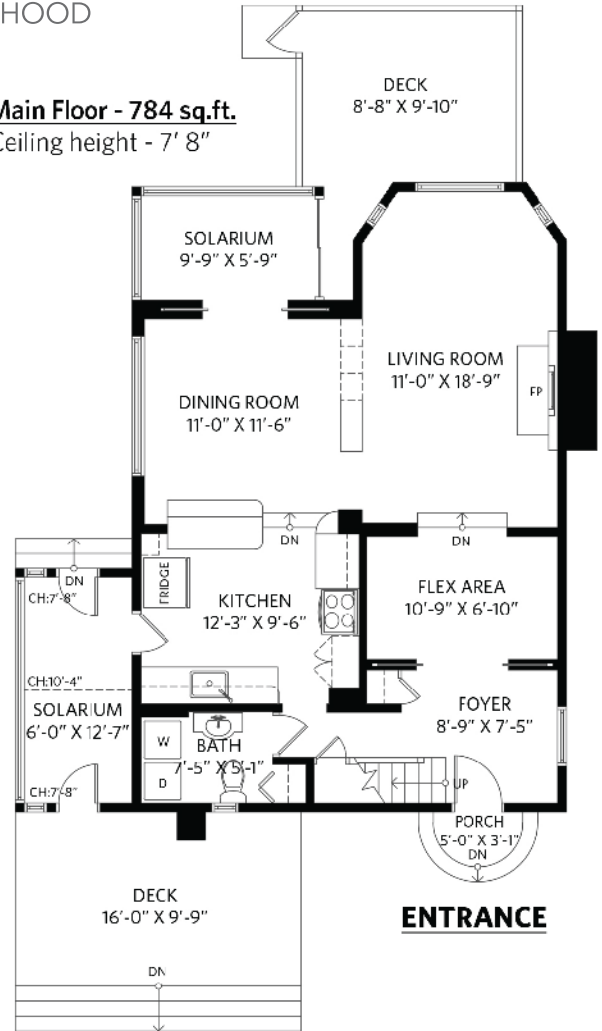 HOOD
Main Floor - 784 sq.ft.
Ceiling height - 7' 8"
DECK
8'-8" X 9'-10"
SOLARIUM
9'-9" X 5'-9"
LIVING ROOM
11'-0" X 18'-9"
FP
DINING ROOM
11'-0" X 11'-6"
DN
DN
DN
FRIDGE
KITCHEN
12'-3" X 9'-6"
FLEX AREA
10'-9" X 6'-10"
CH:7'-8"
CH:10'-4"
SOLARIUM
6'-0" X 12'-7"
CH:7'-8"
FOYER
8'-9" X 7'-5"
W
D
BATH
7'-5" X 5'-1"
UP
PORCH
5'-0" X 3'-1"
DN
DECK
16'-0" X 9'-9"
DN
ENTRANCE